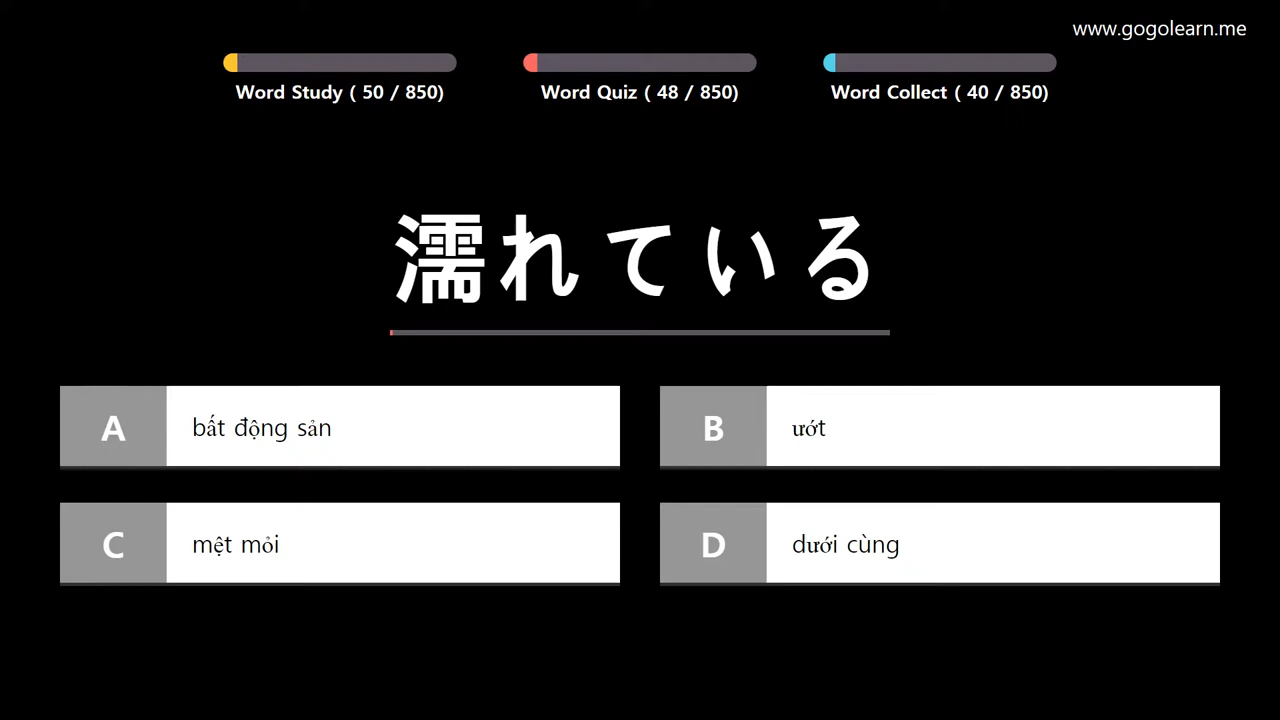 www.gogolearn.me
Word Study ( 50 / 850)
Word Quiz ( 48 / 850)
Word Collect ( 40 / 850)
濡れている
A
bất động sản
B
ướt
C
mệt mỏi
D
dưới cùng